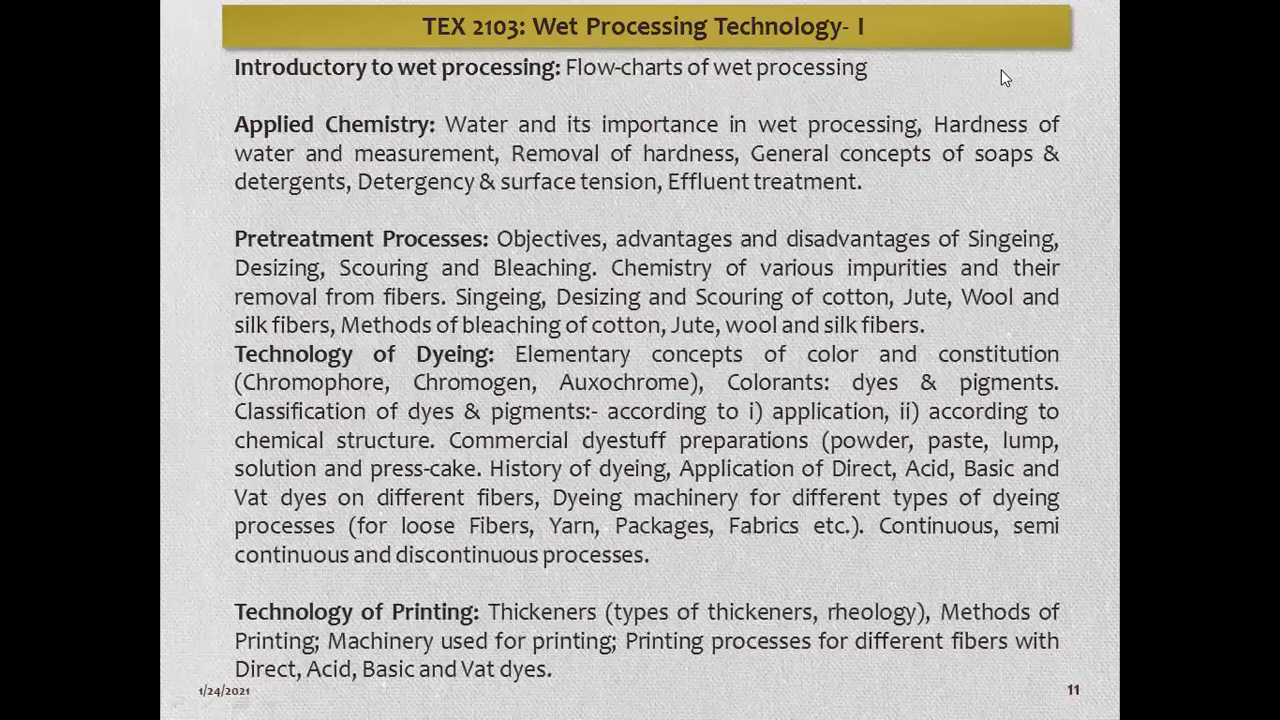 TEX 2103: Wet Processing Technology- I
Introductory to wet processing: Flow-charts of wet processing
Applied Chemistry: Water and its importance in wet processing, Hardness of
water and measurement, Removal of hardness, General concepts of soaps &
detergents, Detergency & surface tension, Effluent treatment.
Pretreatment Processes: Objectives, advantages and disadvantages of Singeing,
Desizing, Scouring and Bleaching. Chemistry of various impurities and their
removal from fibers. Singeing, Desizing and Scouring of cotton, Jute, Wool and
silk fibers, Methods of bleaching of cotton, Jute, wool and silk fibers.
Technology of Dyeing: Elementary concepts of color and constitution
(Chromophore, Chromogen, Auxochrome), Colorants: dyes & pigments.
Classification of dyes & pigments:- according to i) application, ii) according to
chemical structure. Commercial dyestuff preparations (powder, paste, lump,
solution and press-cake. History of dyeing, Application of Direct, Acid, Basic and
Vat dyes on different fibers, Dyeing machinery for different types of dyeing
processes (for loose Fibers, Yarn, Packages, Fabrics etc.). Continuous, semi
continuous and discontinuous processes.
Technology of Printing: Thickeners (types of thickeners, rheology), Methods of
Printing; Machinery used for printing; Printing processes for different fibers with
Direct, Acid, Basic and Vat dyes.
1/24/2021
11